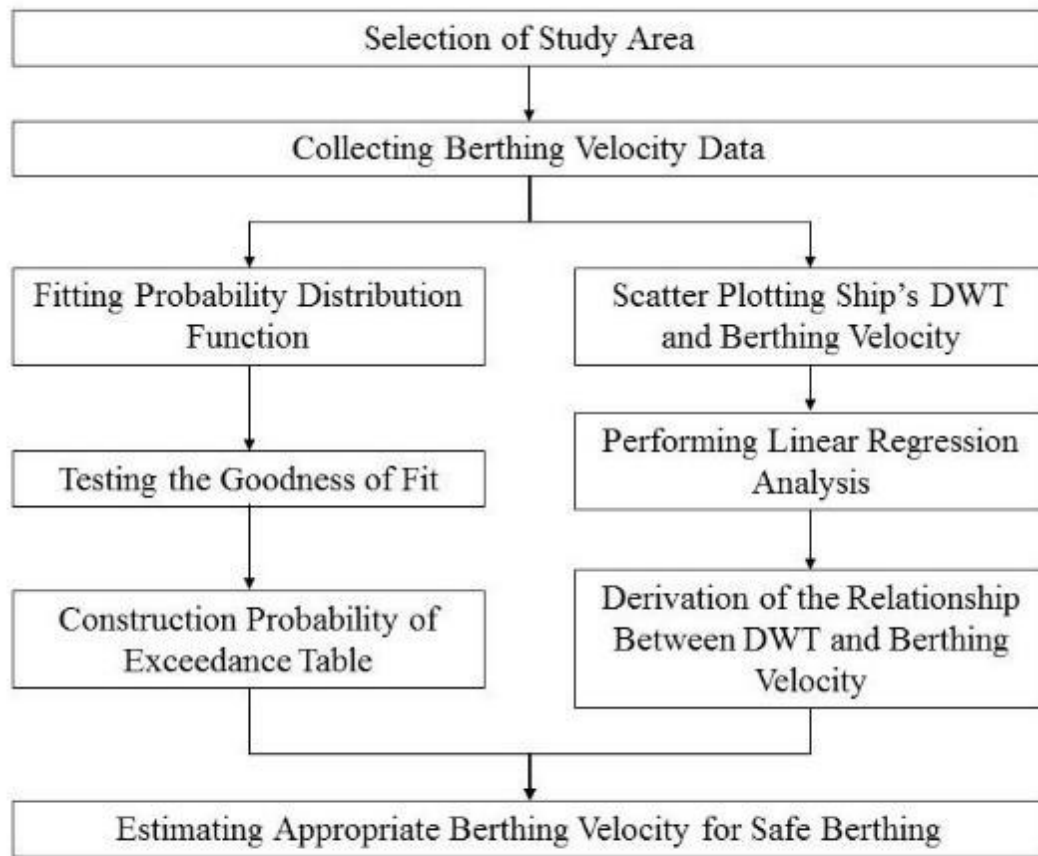 Selection of Study Area
Collecting Berthing Velocity Data
Fitting Probability Distribution
Function
Testing the Goodness of Fit
Construction Probability of
Exceedance Table
Scatter Plotting Ship's DWT
and Berthing Velocity
Performing Linear Regression
Analysis
Derivation of the Relationship
Between DWT and Berthing
Velocity
Estimating Appropriate Berthing Velocity for Safe Berthing